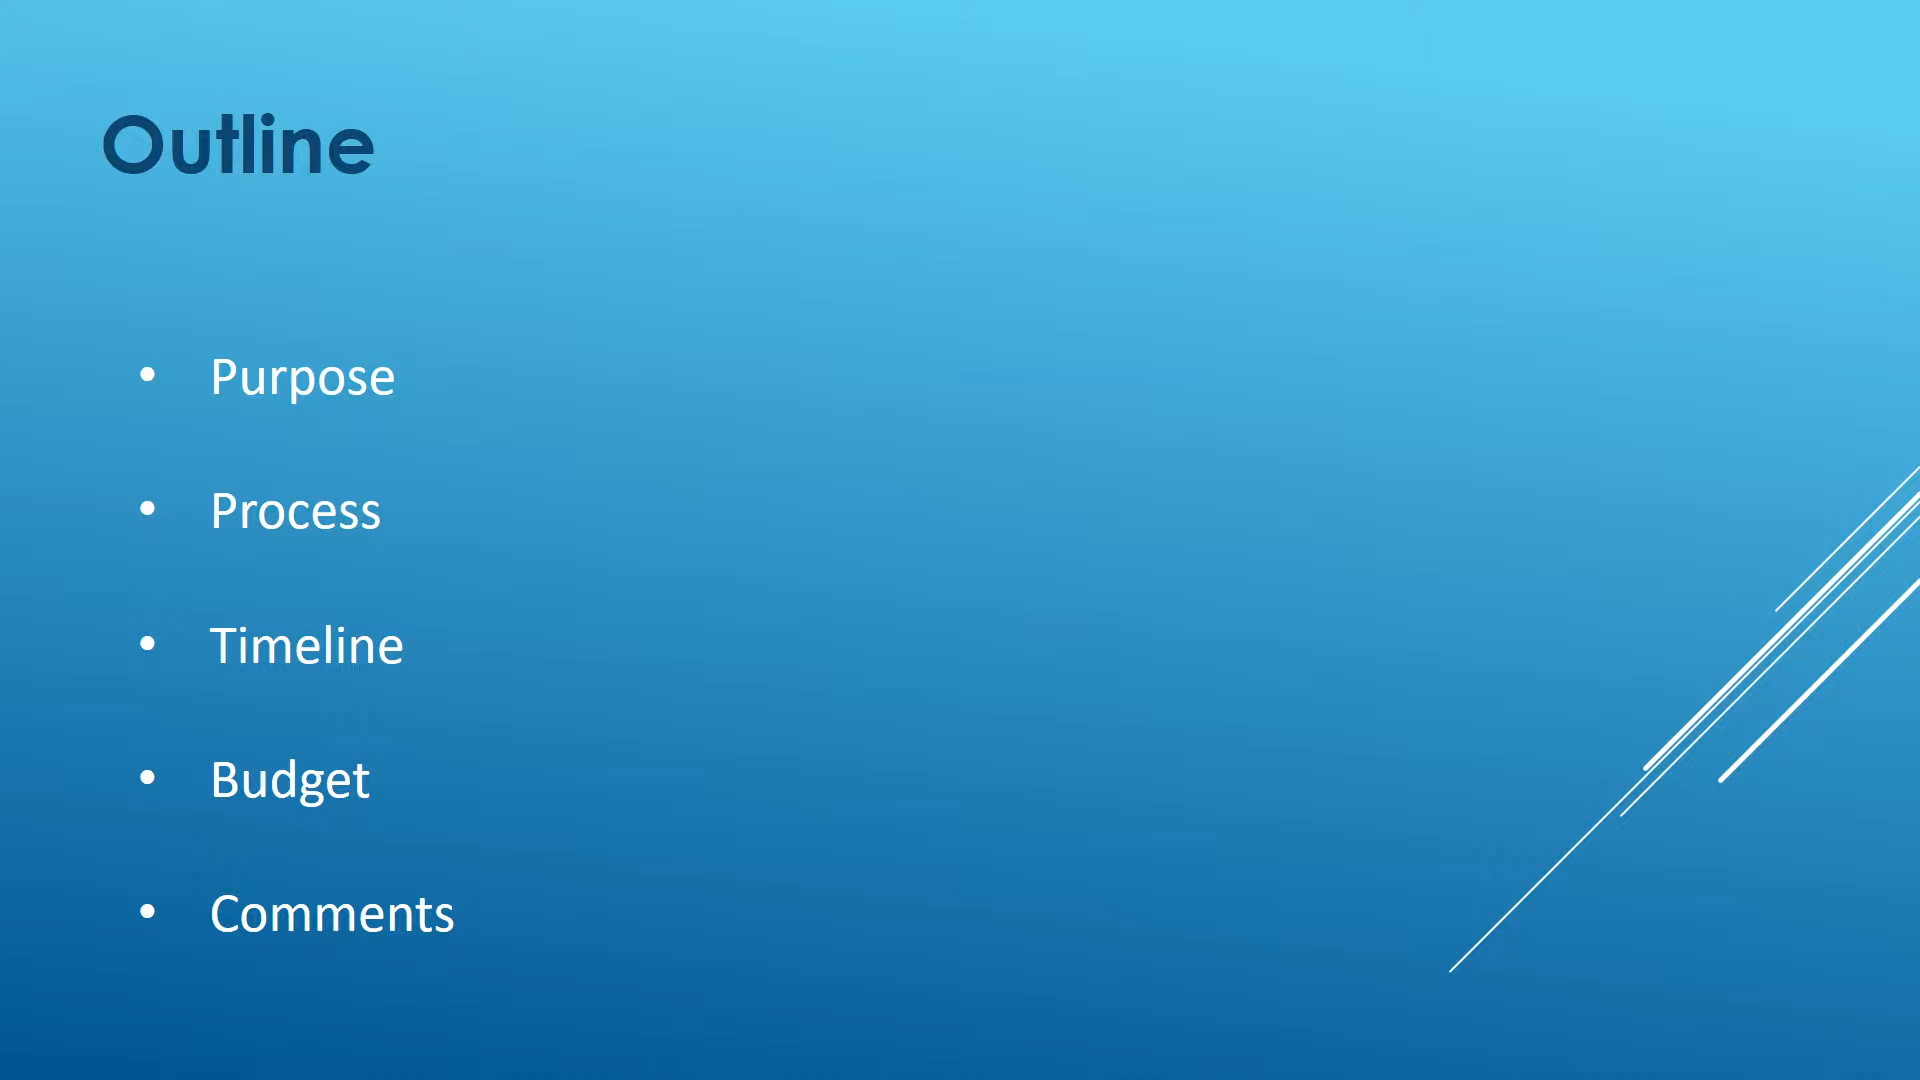 Outline
• Purpose
• Process
• Timeline
• Budget
• Comments